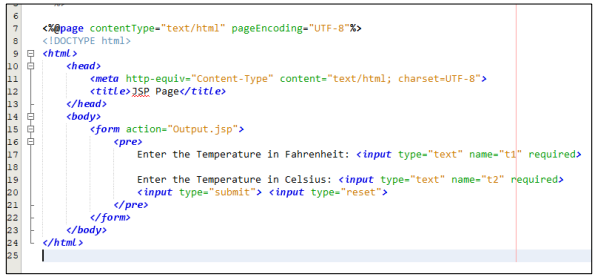 7 <%@page contentType="text/html" pageEncoding="UTF-8"%>
8 <!DOCTYPE html>
9 <html>
10 <head>
11 <meta http-equiv="Content-Type" content="text/html; charset=UTF-8">
12 <title>JSP Page</title>
13 </head>
14 <body>
15 <form action="Output.jsp">
16 <pre>
17 Enter the Temperature in Fahrenheit: <input type="text" name="t1" required>
18
19 Enter the Temperature in Celsius: <input type="text" name="t2" required>
20 <input type="submit"> <input type="reset">
21 </pre>
22 </form>
23 </body>
24 </html>
25